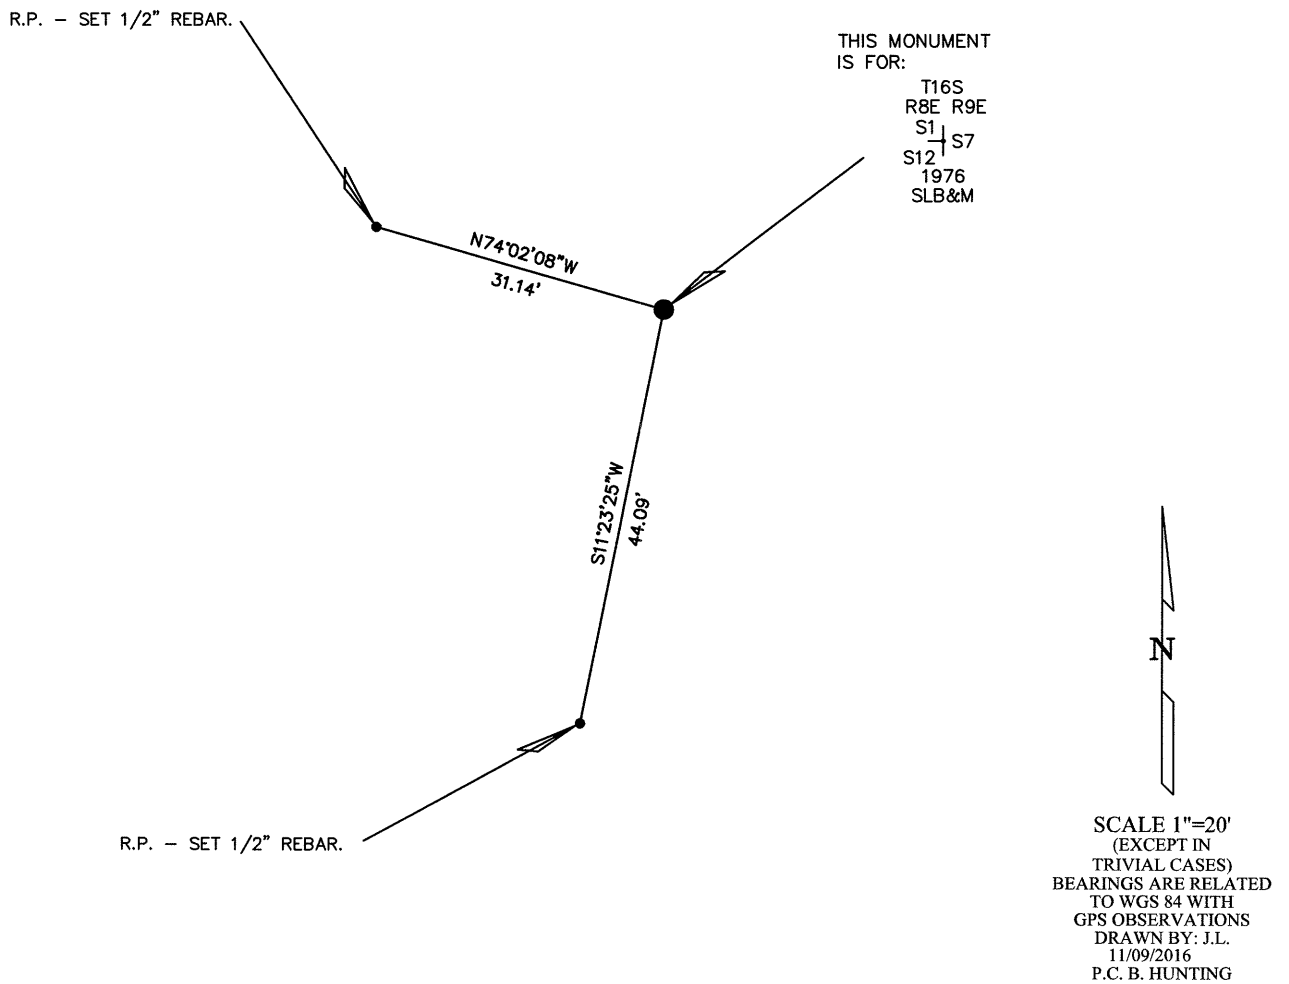 R.P. – SET 1/2" REBAR.
THIS MONUMENT
IS FOR:
T16S
R8E R9E
S1
S7
S12
1976
SLB&M
N74°02'08"W
31.14'
S11°23'25"W
44.09'
R.P. – SET 1/2" REBAR.
N
SCALE 1"=20'
(EXCEPT IN
TRIVIAL CASES)
BEARINGS ARE RELATED
TO WGS 84 WITH
GPS OBSERVATIONS
DRAWN BY: J.L.
11/09/2016
P.C. B. HUNTING